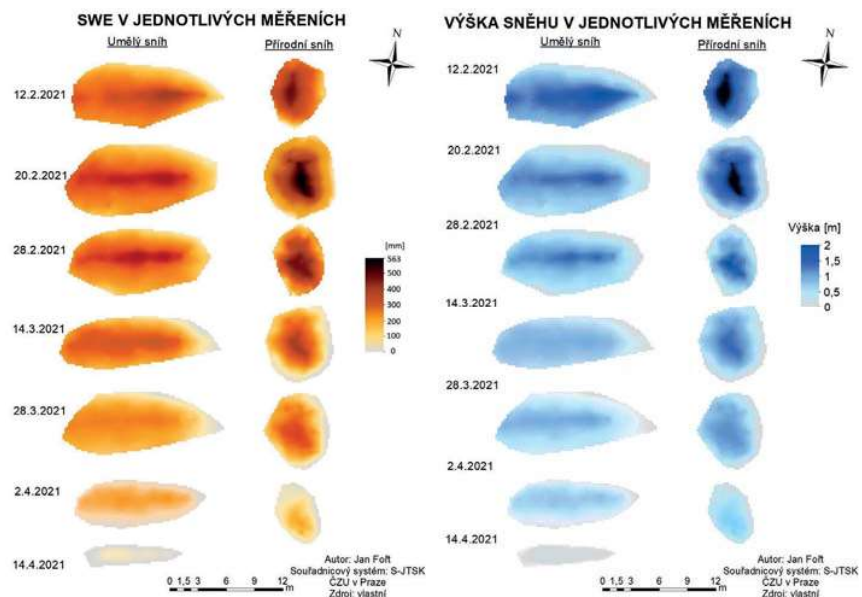 SWE V JEDNOTLIVÝCH MĚŘENÍCH
Umělý sníh
Přírodní sníh
N
12.2.2021
20.2.2021
28.2.2021
14.3.2021
28.3.2021
2.4.2021
14.4.2021
[mm]
563
500
400
300
200
100
0
Autor: Jan Foft
Souřadnicový systém: S-JTSK
ČZU v Praze
Zdroj: vlastní
0 1,5 3 6 9 12
m
VÝŠKA SNĚHU V JEDNOTLIVÝCH MĚŘENÍCH
Umělý sníh
Přírodní sníh
N
12.2.2021
20.2.2021
28.2.2021
14.3.2021
28.3.2021
2.4.2021
14.4.2021
Výška [m]
2
1,5
1
0,5
0
Autor: Jan Foft
Souřadnicový systém: S-JTSK
ČZU v Praze
Zdroj: vlastní
0 1,5 3 6 9 12
m